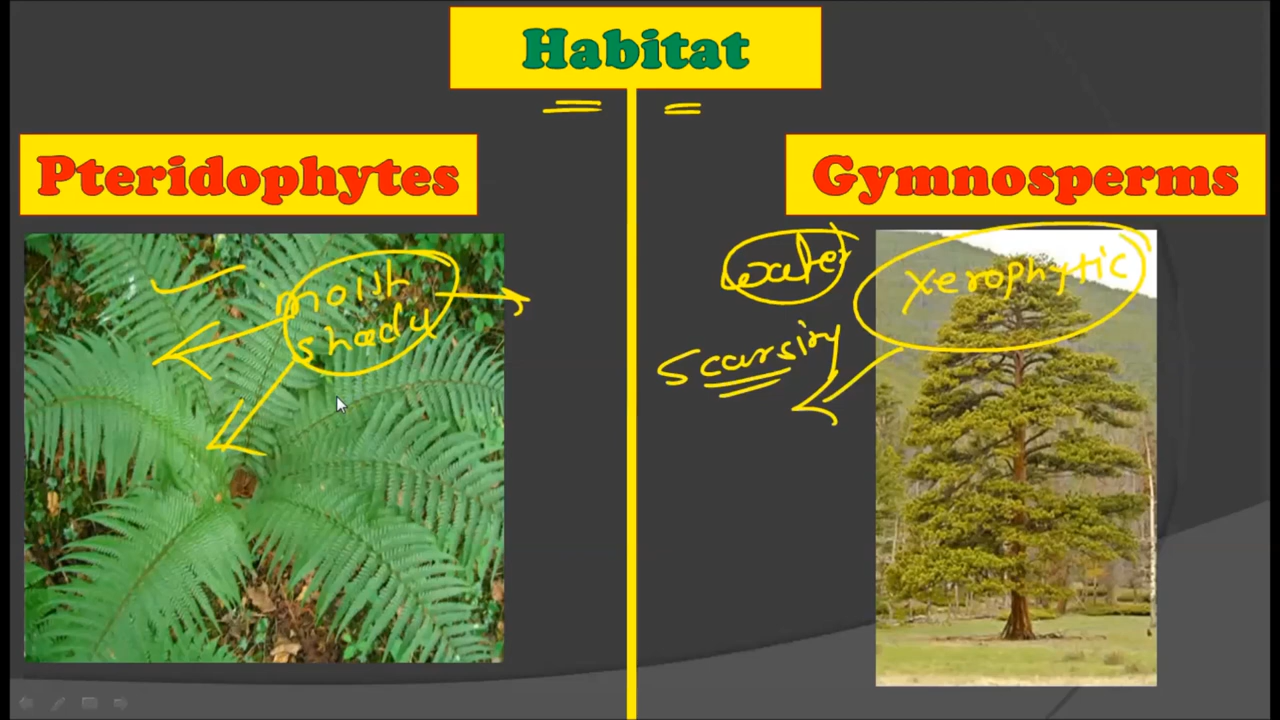 Habitat
Pteridophytes
Gymnosperms
moist
shady
water
scarsity
xerophytic